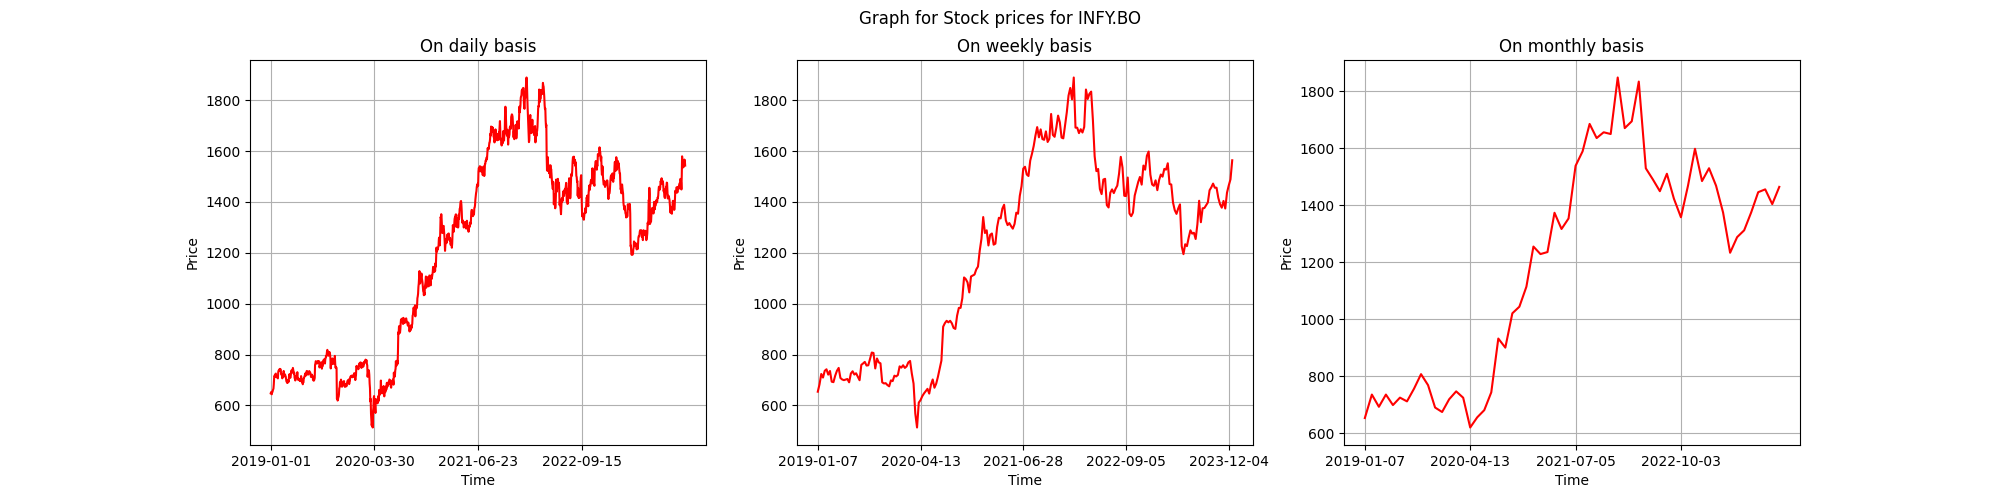 Graph for Stock prices for INFY.BO
On daily basis
Price
1800
1600
1400
1200
1000
800
600
2019-01-01 2020-03-30 2021-06-23 2022-09-15
Time
On weekly basis
Price
1800
1600
1400
1200
1000
800
600
2019-01-07 2020-04-13 2021-06-28 2022-09-05 2023-12-04
Time
On monthly basis
Price
1800
1600
1400
1200
1000
800
600
2019-01-07 2020-04-13 2021-07-05 2022-10-03
Time